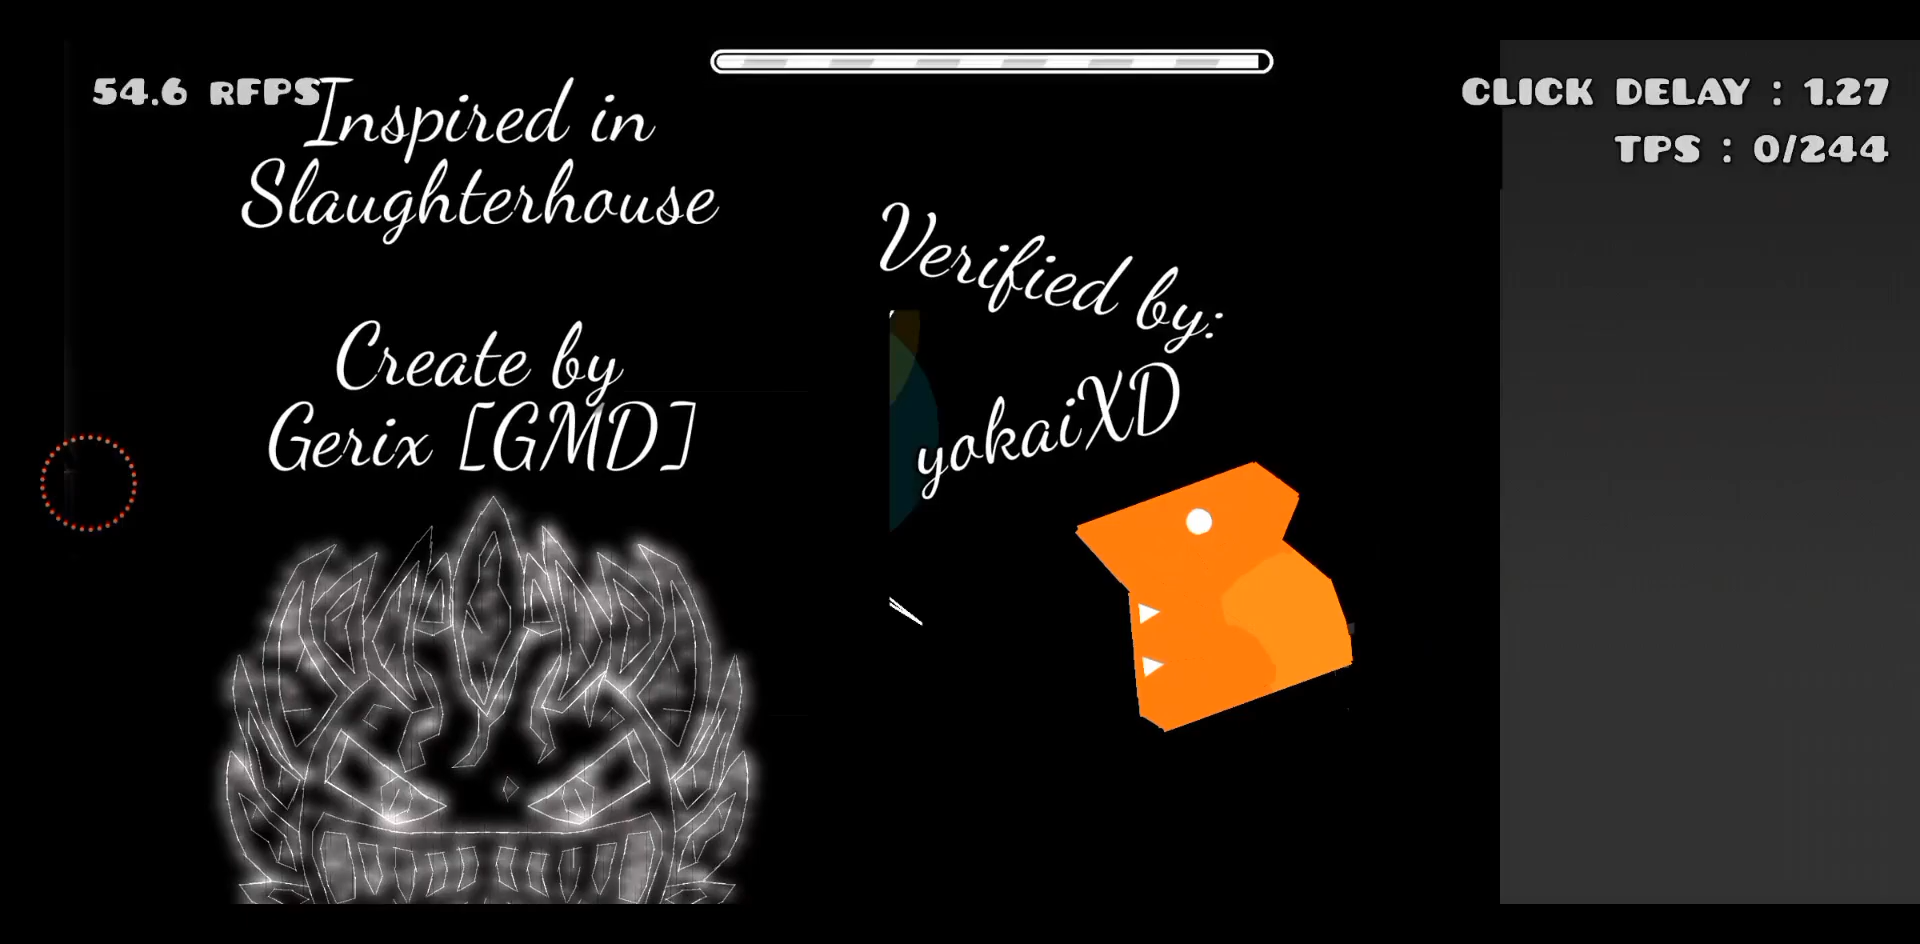 54.6 rFPS
CLICK DELAY : 1.27
TPS : 0/244
Inspired in
Slaughterhouse
Create by
Gerix [GMD]
Verified by:
yokaiXD